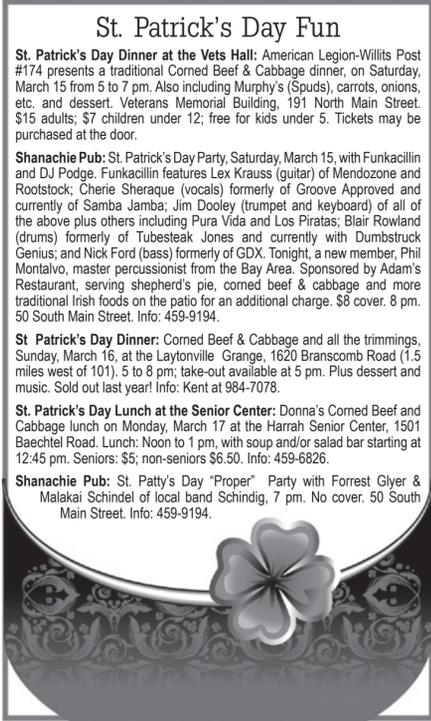 St. Patrick's Day Fun
St. Patrick's Day Dinner at the Vets Hall: American Legion-Willits Post
#174 presents a traditional Corned Beef & Cabbage dinner, on Saturday,
March 15 from 5 to 7 pm. Also including Murphy's (Spuds), carrots, onions,
etc. and dessert. Veterans Memorial Building, 191 North Main Street.
$15 adults; $7 children under 12; free for kids under 5. Tickets may be
purchased at the door.
Shanachie Pub: St. Patrick's Day Party, Saturday, March 15, with Funkacillin
and DJ Podge. Funkacillin features Lex Krauss (guitar) of Mendozone and
Rootstock; Cherie Sheraque (vocals) formerly of Groove Approved and
currently of Samba Jamba; Jim Dooley (trumpet and keyboard) of all of
the above plus others including Pura Vida and Los Piratas; Blair Rowland
(drums) formerly of Tubesteak Jones and currently with Dumbstruck
Genius; and Nick Ford (bass) formerly of GDX. Tonight, a new member, Phil
Montalvo, master percussionist from the Bay Area. Sponsored by Adam's
Restaurant, serving shepherd's pie, corned beef & cabbage and more
traditional Irish foods on the patio for an additional charge. $8 cover. 8 pm.
50 South Main Street. Info: 459-9194.
St Patrick's Day Dinner: Corned Beef & Cabbage and all the trimmings,
Sunday, March 16, at the Laytonville Grange, 1620 Branscomb Road (1.5
miles west of 101). 5 to 8 pm; take-out available at 5 pm. Plus dessert and
music. Sold out last year! Info: Kent at 984-7078.
St. Patrick's Day Lunch at the Senior Center: Donna's Corned Beef and
Cabbage lunch on Monday, March 17 at the Harrah Senior Center, 1501
Baechtel Road. Lunch: Noon to 1 pm, with soup and/or salad bar starting at
12:45 pm. Seniors: $5; non-seniors $6.50. Info: 459-6826.
Shanachie Pub: St. Patty's Day "Proper" Party with Forrest Glyer &
Malakai Schindel of local band Schindig, 7 pm. No cover. 50 South
Main Street. Info: 459-9194.